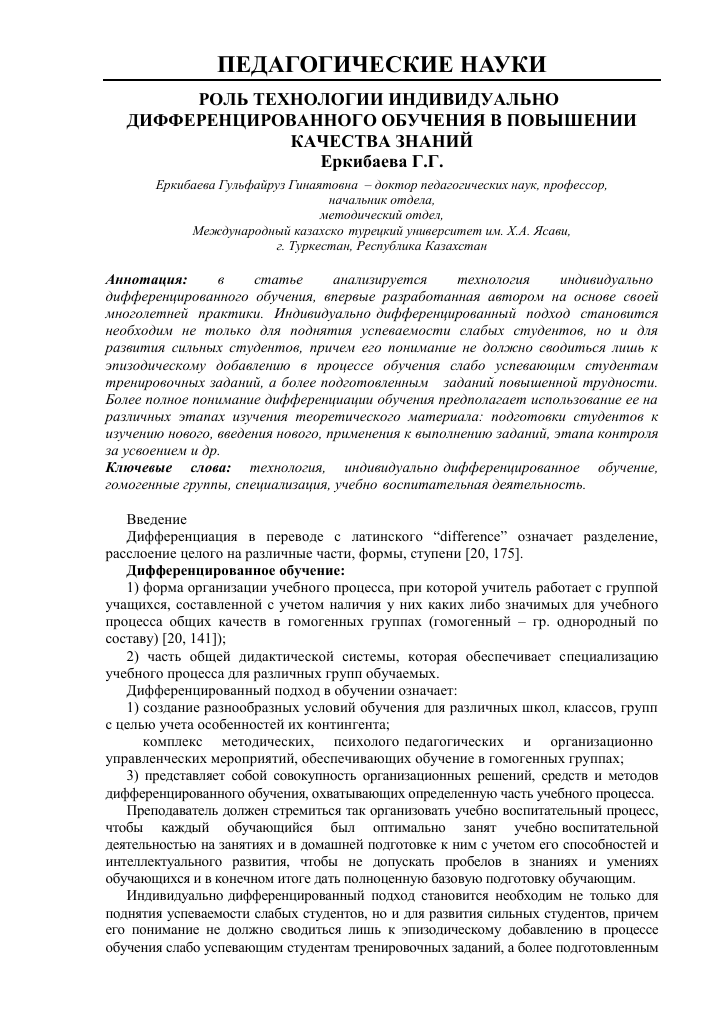 ПЕДАГОГИЧЕСКИЕ НАУКИ
РОЛЬ ТЕХНОЛОГИИ ИНДИВИДУАЛЬНО
ДИФФЕРЕНЦИРОВАННОГО ОБУЧЕНИЯ В ПОВЫШЕНИИ
КАЧЕСТВА ЗНАНИЙ
Еркибаева Г.Г.
Еркибаева Гульфайруз Гинаятовна – доктор педагогических наук, профессор,
начальник отдела,
методический отдел,
Международный казахско турецкий университет им. Х.А. Ясави,
г. Туркестан, Республика Казахстан
Аннотация: в статье анализируется технология индивидуально
дифференцированного обучения, впервые разработанная автором на основе своей
многолетней практики. Индивидуально дифференцированный подход становится
необходим не только для поднятия успеваемости слабых студентов, но и для
развития сильных студентов, причем его понимание не должно сводиться лишь к
эпизодическому добавлению в процессе обучения слабо успевающим студентам
тренировочных заданий, а более подготовленным заданий повышенной трудности.
Более полное понимание дифференциации обучения предполагает использование ее на
различных этапах изучения теоретического материала: подготовки студентов к
изучению нового, введения нового, применения к выполнению заданий, этапа контроля
за усвоением и др.
Ключевые слова: технология, индивидуально дифференцированное обучение,
гомогенные группы, специализация, учебно воспитательная деятельность.
Введение
Дифференциация в переводе с латинского “difference” означает разделение,
расслоение целого на различные части, формы, ступени [20, 175].
Дифференцированное обучение:
1) форма организации учебного процесса, при которой учитель работает с группой
учащихся, составленной с учетом наличия у них каких либо значимых для учебного
процесса общих качеств в гомогенных группах (гомогенный – гр. однородный по
составу) [20, 141]);
2) часть общей дидактической системы, которая обеспечивает специализацию
учебного процесса для различных групп обучаемых.
Дифференцированный подход в обучении означает:
1) создание разнообразных условий обучения для различных школ, классов, групп
с целью учета особенностей их контингента;
комплекс методических, психолого педагогических и организационно
управленческих мероприятий, обеспечивающих обучение в гомогенных группах;
3) представляет собой совокупность организационных решений, средств и методов
дифференцированного обучения, охватывающих определенную часть учебного процесса.
Преподаватель должен стремиться так организовать учебно воспитательный процесс,
чтобы каждый обучающийся был оптимально занят учебно воспитательной
деятельностью на занятиях и в домашней подготовке к ним с учетом его способностей и
интеллектуального развития, чтобы не допускать пробелов в знаниях и умениях
обучающихся и в конечном итоге дать полноценную базовую подготовку обучающим.
Индивидуально дифференцированный подход становится необходим не только для
поднятия успеваемости слабых студентов, но и для развития сильных студентов, причем
его понимание не должно сводиться лишь к эпизодическому добавлению в процессе
обучения слабо успевающим студентам тренировочных заданий, а более подготовленным